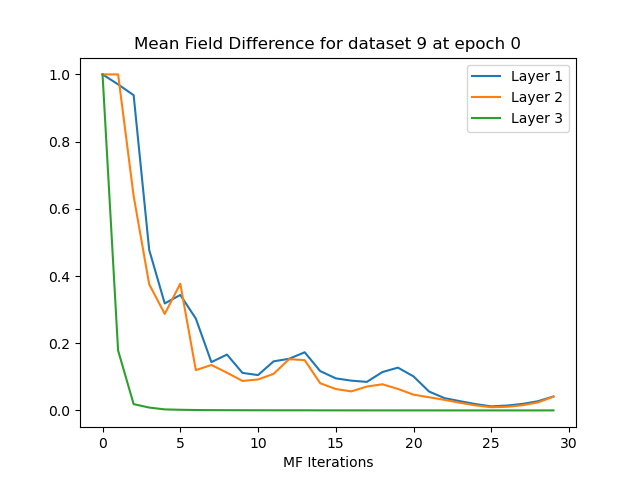 Mean Field Difference for dataset 9 at epoch 0
Layer 1
Layer 2
Layer 3
1.0
0.8
0.6
0.4
0.2
0.0
0 5 10 15 20 25 30
MF Iterations